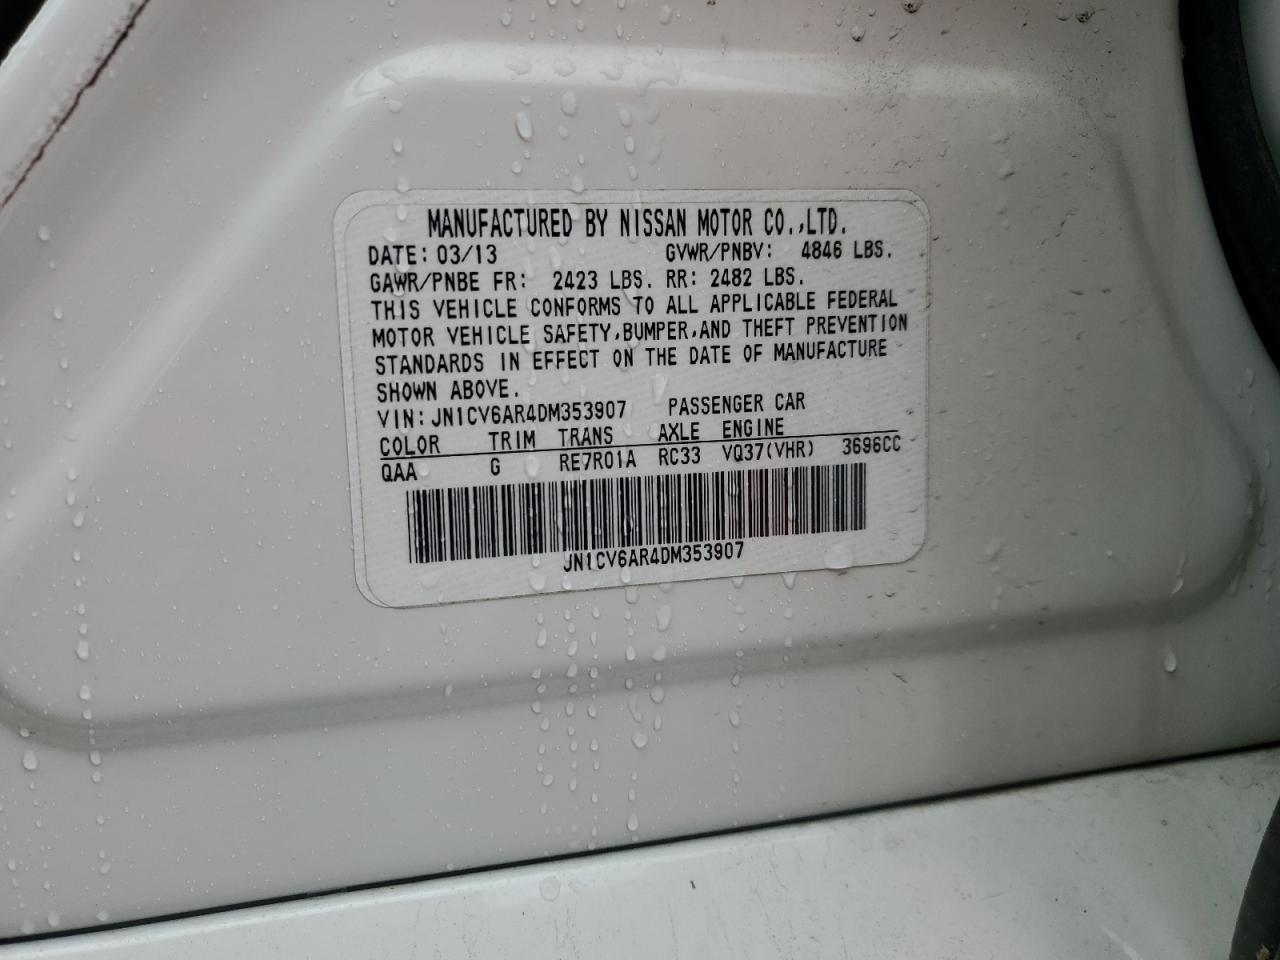 MANUFACTURED BY NISSAN MOTOR CO.,LTD.
DATE: 03/13 GVWR/PNBV: 4846 LBS.
GAWR/PNBE FR: 2423 LBS. RR: 2482 LBS.
THIS VEHICLE CONFORMS TO ALL APPLICABLE FEDERAL
MOTOR VEHICLE SAFETY,BUMPER,AND THEFT PREVENTION
STANDARDS IN EFFECT ON THE DATE OF MANUFACTURE
SHOWN ABOVE.
VIN: JN1CV6AR4DM353907 PASSENGER CAR
COLOR TRIM TRANS AXLE ENGINE
QAA G RE7R01A RC33 VQ37(VHR) 3696CC
JN1CV6AR4DM353907